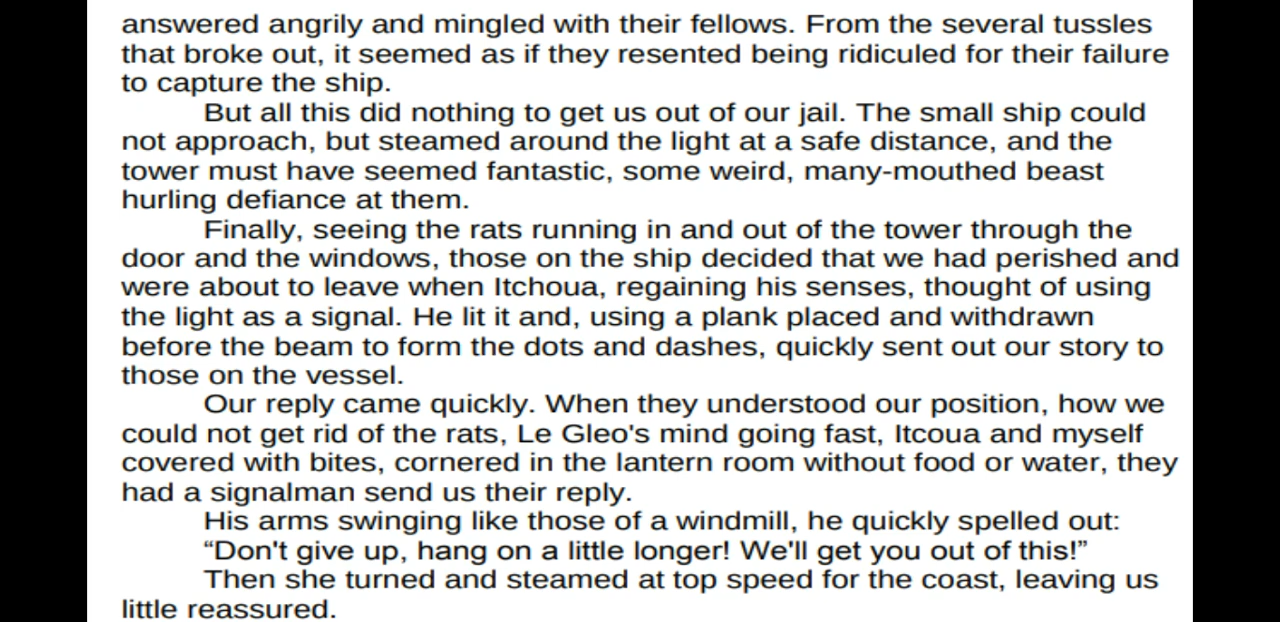 answered angrily and mingled with their fellows. From the several tussles
that broke out, it seemed as if they resented being ridiculed for their failure
to capture the ship.
But all this did nothing to get us out of our jail. The small ship could
not approach, but steamed around the light at a safe distance, and the
tower must have seemed fantastic, some weird, many-mouthed beast
hurling defiance at them.
Finally, seeing the rats running in and out of the tower through the
door and the windows, those on the ship decided that we had perished and
were about to leave when Itchoua, regaining his senses, thought of using
the light as a signal. He lit it and, using a plank placed and withdrawn
before the beam to form the dots and dashes, quickly sent out our story to
those on the vessel.
Our reply came quickly. When they understood our position, how we
could not get rid of the rats, Le Gleo's mind going fast, Itcoua and myself
covered with bites, cornered in the lantern room without food or water, they
had a signalman send us their reply.
His arms swinging like those of a windmill, he quickly spelled out:
“Don't give up, hang on a little longer! We'll get you out of this!”
Then she turned and steamed at top speed for the coast, leaving us
little reassured.